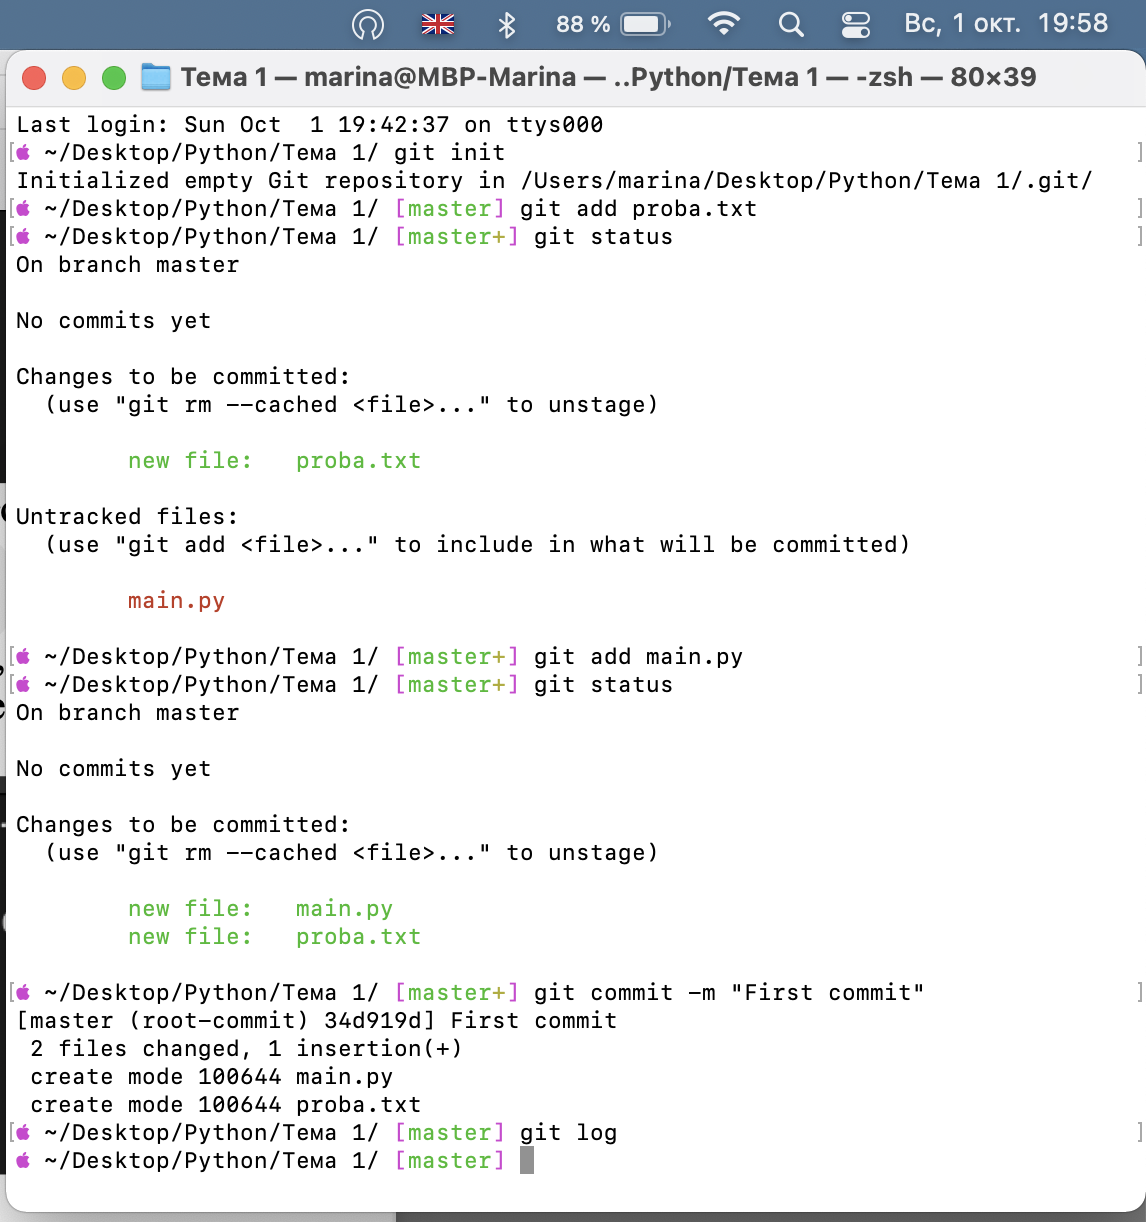 88 % Вс, 1 окт. 19:58
Тема 1 — marina@MBP-Marina — ..Python/Тема 1 — -zsh — 80×39
Last login: Sun Oct  1 19:42:37 on ttys000
~/Desktop/Python/Тема 1/ git init
Initialized empty Git repository in /Users/marina/Desktop/Python/Тема 1/.git/
~/Desktop/Python/Тема 1/ [master] git add proba.txt
~/Desktop/Python/Тема 1/ [master+] git status
On branch master
No commits yet
Changes to be committed:
(use "git rm --cached <file>..." to unstage)
new file:   proba.txt
Untracked files:
(use "git add <file>..." to include in what will be committed)
main.py
~/Desktop/Python/Тема 1/ [master+] git add main.py
~/Desktop/Python/Тема 1/ [master+] git status
On branch master
No commits yet
Changes to be committed:
(use "git rm --cached <file>..." to unstage)
new file:   main.py
new file:   proba.txt
~/Desktop/Python/Тема 1/ [master+] git commit -m "First commit"
[master (root-commit) 34d919d] First commit
2 files changed, 1 insertion(+)
create mode 100644 main.py
create mode 100644 proba.txt
~/Desktop/Python/Тема 1/ [master] git log
~/Desktop/Python/Тема 1/ [master]